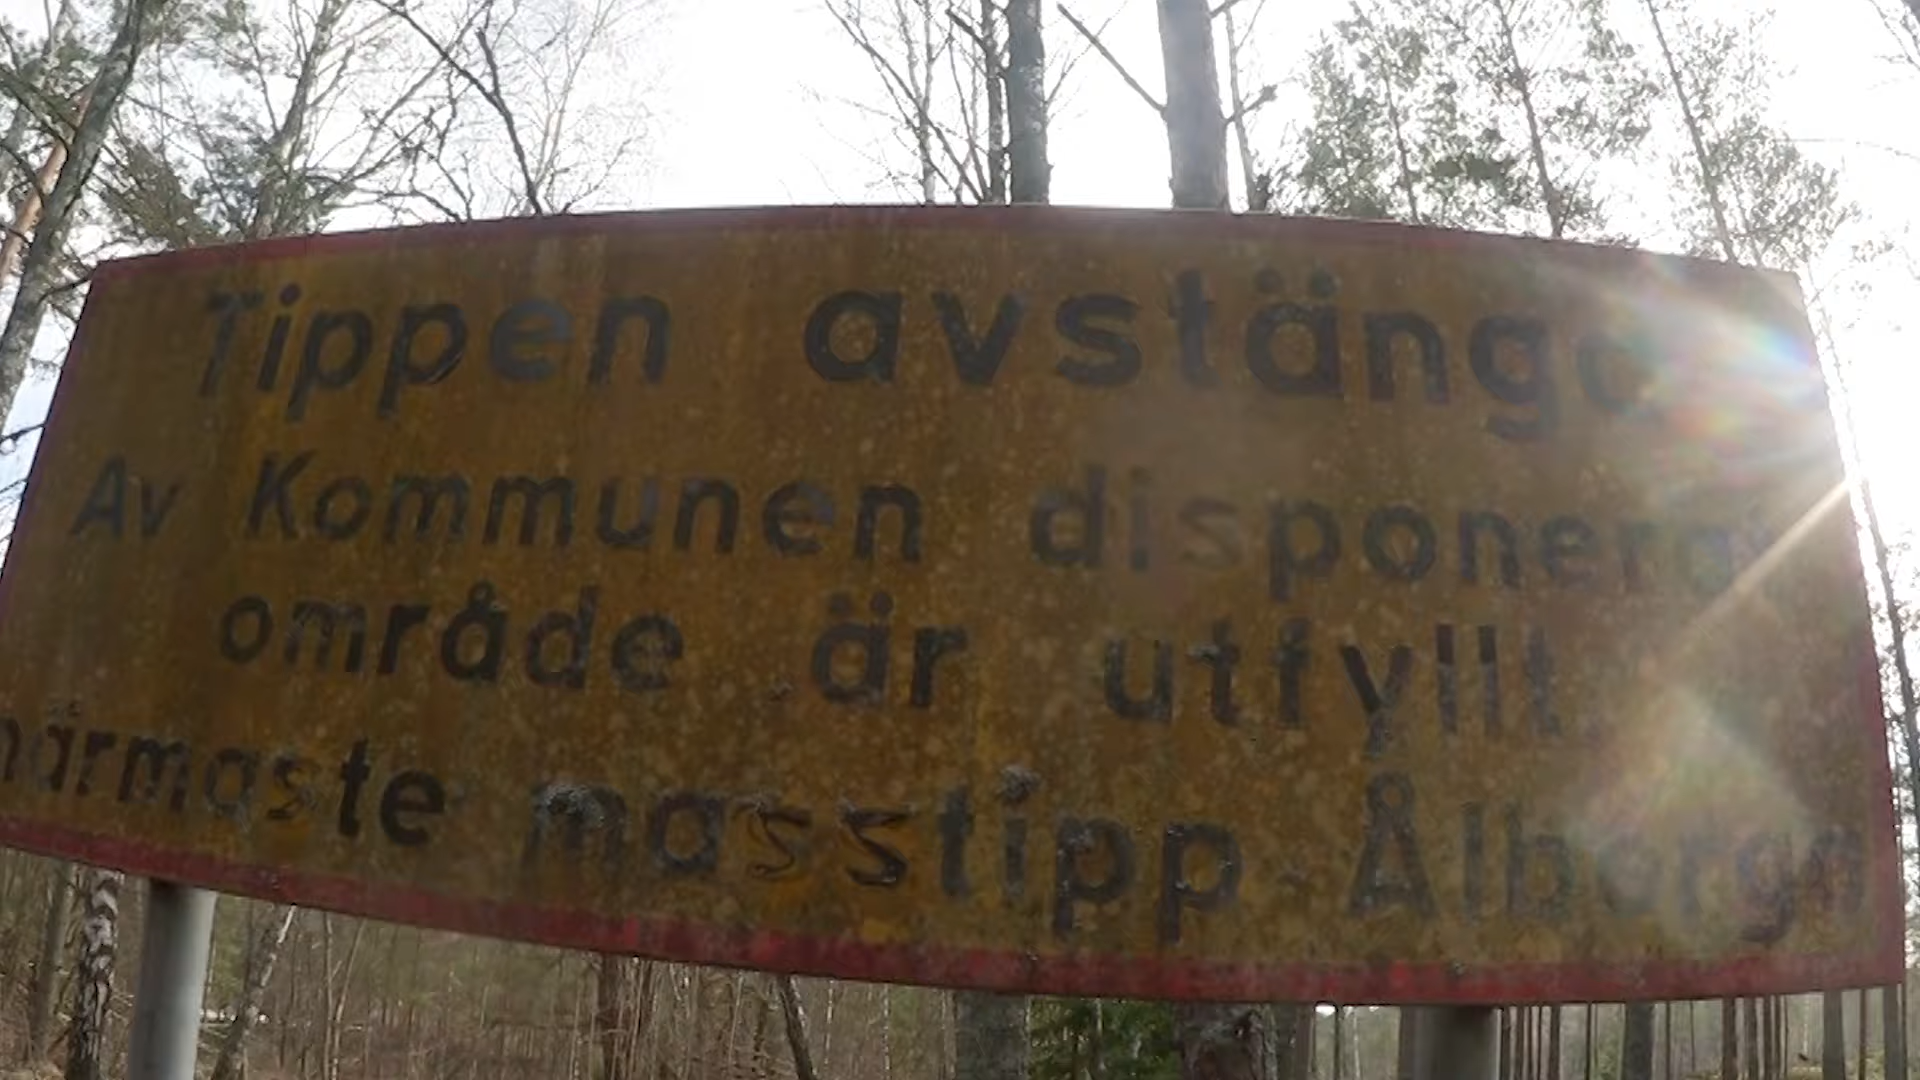 Tippen avstängd
Av Kommunen disponerat
område är utfyllt.
närmaste masstipp Ålberga